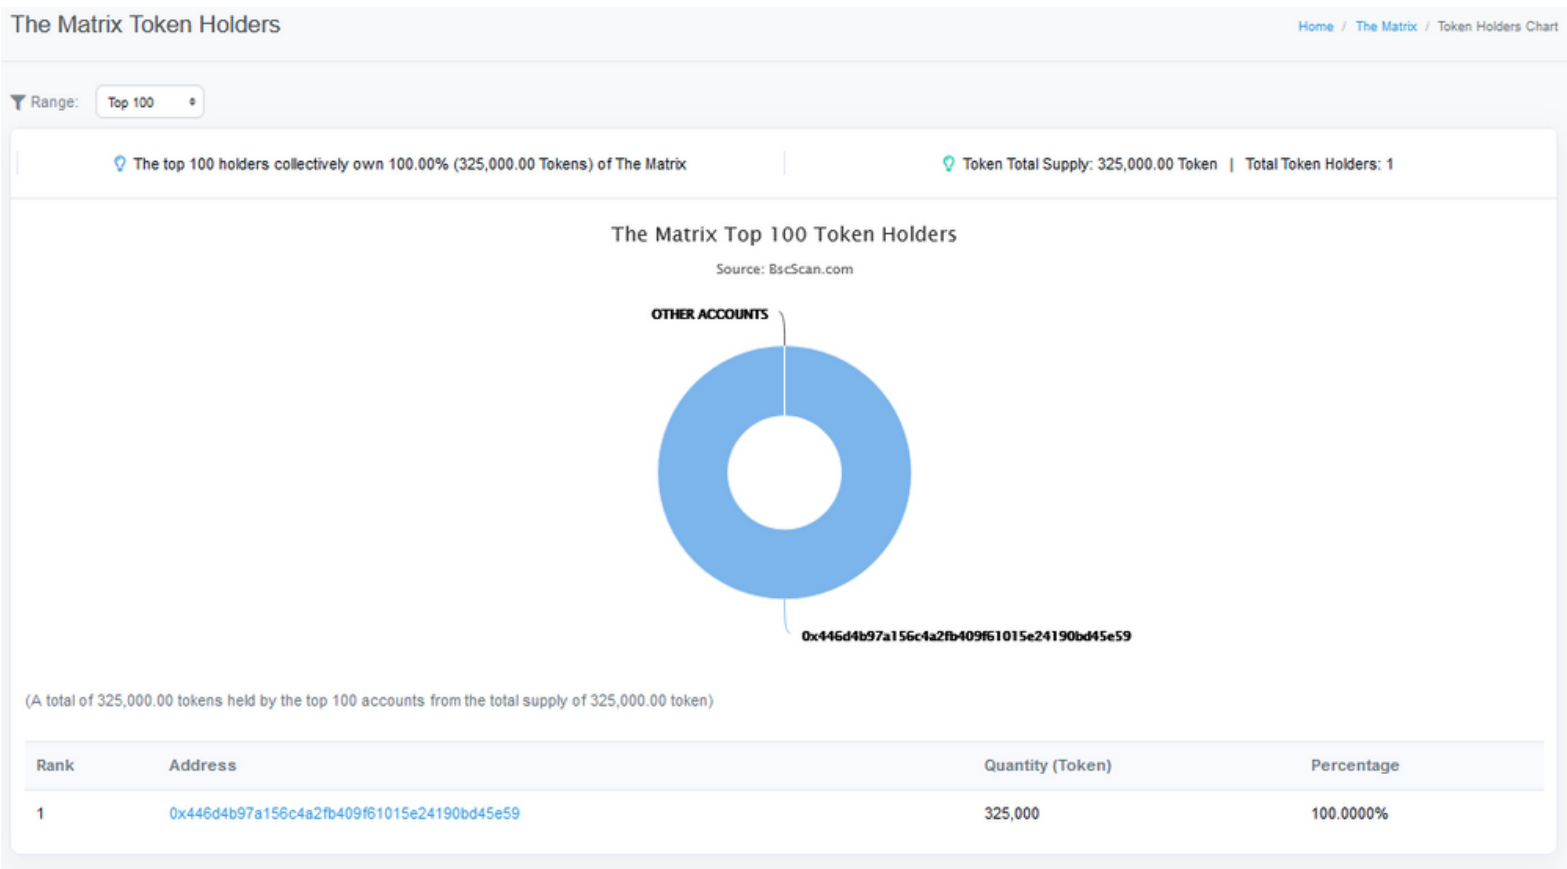 The Matrix Token Holders
Home / The Matrix / Token Holders Chart
Range: Top 100
The top 100 holders collectively own 100.00% (325,000.00 Tokens) of The Matrix
Token Total Supply: 325,000.00 Token | Total Token Holders: 1
The Matrix Top 100 Token Holders
Source: BscScan.com
OTHER ACCOUNTS
0x446d4b97a156c4a2fb409f61015e24190bd45e59
(A total of 325,000.00 tokens held by the top 100 accounts from the total supply of 325,000.00 token)
Rank Address Quantity (Token) Percentage
1 0x446d4b97a156c4a2fb409f61015e24190bd45e59 325,000 100.0000%